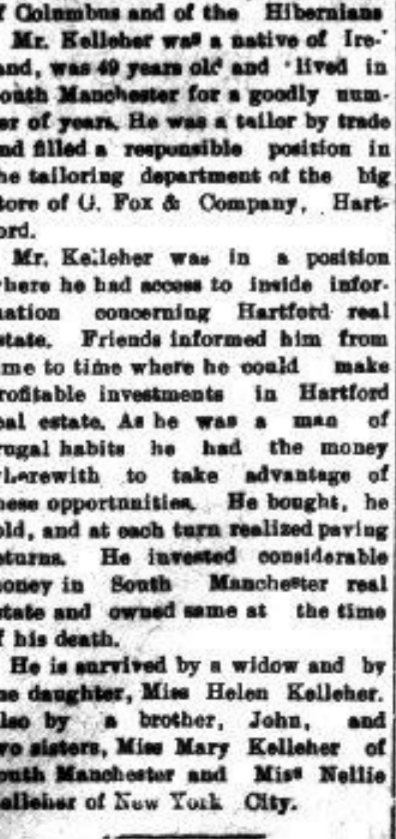 f Columbus and of the Hibernians
Mr. Kelleher was a native of Ire-
and, was 49 years old and lived in
outh Manchester for a goodly num-
er of years. He was a tailor by trade
nd filled a responsible position in
he tailoring department of the big
tore of G. Fox & Company, Hart-
ord.
Mr. Kelleher was in a position
here he had access to inside infor-
ation concerning Hartford real
state. Friends informed him from
me to time where he could make
rofitable investments in Hartford
eal estate. As he was a man of
rugal habits he had the money
herewith to take advantage of
hese opportunities. He bought, he
old, and at each turn realized paying
eturns. He invested considerable
oney in South Manchester real
state and owned same at the time
f his death.
He is survived by a widow and by
ne daughter, Miss Helen Kelleher.
lso by a brother, John, and
wo sisters, Miss Mary Kelleher of
outh Manchester and Miss Nellie
elleher of New York City.